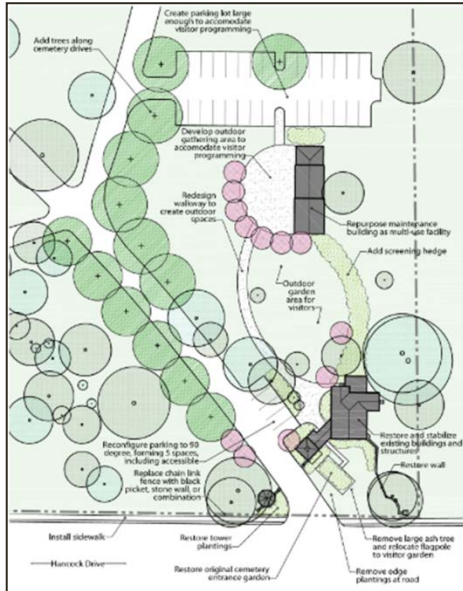 Create parking lot large
enough to accomodate
visitor programming
Add trees along
cemetery drives
Develop outdoor
gathering area to
accomodate visitor
programming
Redesign
walkway to
create outdoor
spaces
Repurpose maintenance
building as multi-use facility
Add screening hedge
Outdoor
garden
area for
visitors
Reconfigure parking to 90
degree, forming 5 spaces,
including accessible
Replace chain link
fence with black
picket, stone wall, or
combination
Restore and stabilize
existing buildings and
structures
Restore wall
Install sidewalk
Restore tower
plantings
Remove large ash tree
and relocate flagpole
to visitor garden
Hancock Drive
Restore original cemetery
entrance garden
Remove edge
plantings at road